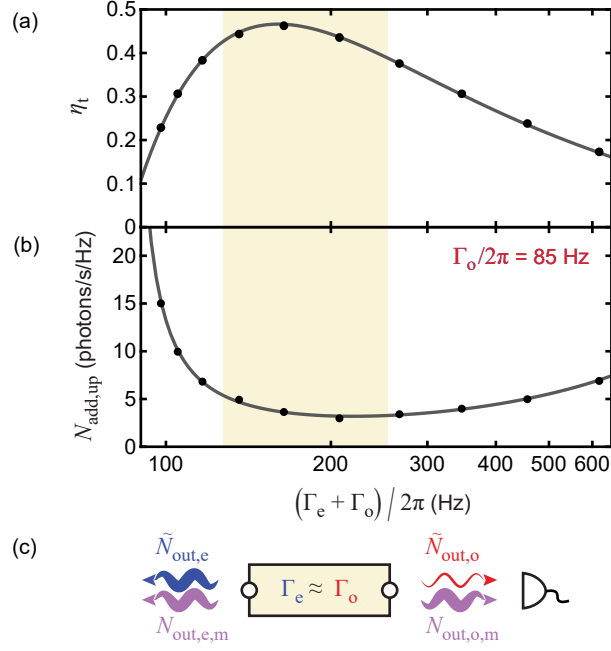 (a)
0.5
0.4
0.3
0.2
0.1
0
ηt
(b)
Γo/2π = 85 Hz
20
15
10
5
0
Nadd,up (photons/s/Hz)
100 200 300 400 500 600
(Γe + Γo) / 2π (Hz)
(c)
Ñout,e Ñout,o
Γe ≈ Γo
Nout,e,m Nout,o,m